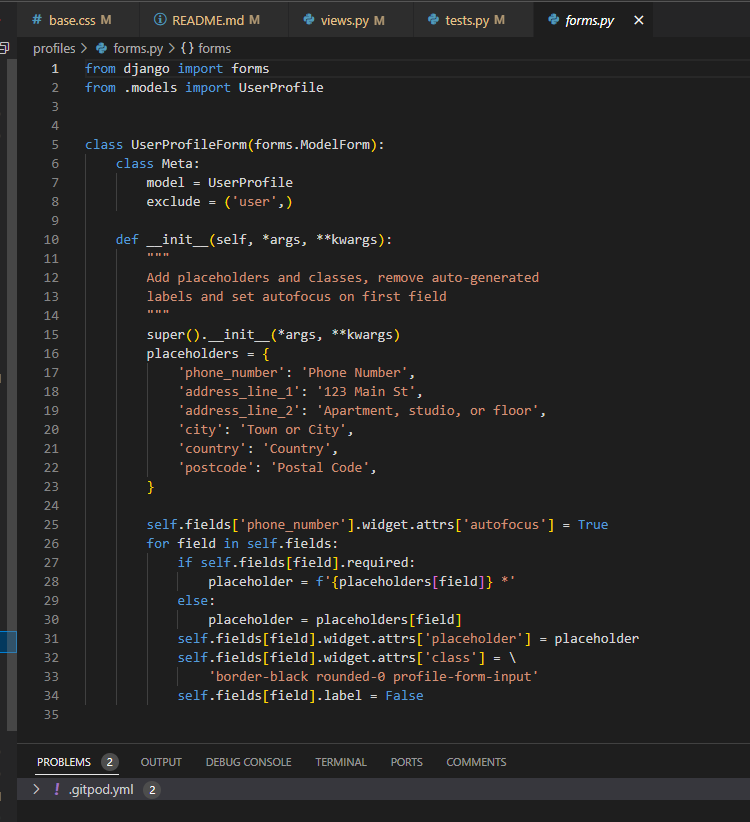 # base.css M README.md M views.py M tests.py M forms.py ×
profiles > forms.py > {} forms
1 from django import forms
2 from .models import UserProfile
3
4
5 class UserProfileForm(forms.ModelForm):
6     class Meta:
7         model = UserProfile
8         exclude = ('user',)
9
10     def __init__(self, *args, **kwargs):
11         """
12         Add placeholders and classes, remove auto-generated
13         labels and set autofocus on first field
14         """
15         super().__init__(*args, **kwargs)
16         placeholders = {
17             'phone_number': 'Phone Number',
18             'address_line_1': '123 Main St',
19             'address_line_2': 'Apartment, studio, or floor',
20             'city': 'Town or City',
21             'country': 'Country',
22             'postcode': 'Postal Code',
23         }
24
25         self.fields['phone_number'].widget.attrs['autofocus'] = True
26         for field in self.fields:
27             if self.fields[field].required:
28                 placeholder = f'{placeholders[field]} *'
29             else:
30                 placeholder = placeholders[field]
31             self.fields[field].widget.attrs['placeholder'] = placeholder
32             self.fields[field].widget.attrs['class'] = \
33                 'border-black rounded-0 profile-form-input'
34             self.fields[field].label = False
35
PROBLEMS 2 OUTPUT DEBUG CONSOLE TERMINAL PORTS COMMENTS
> ! .gitpod.yml 2